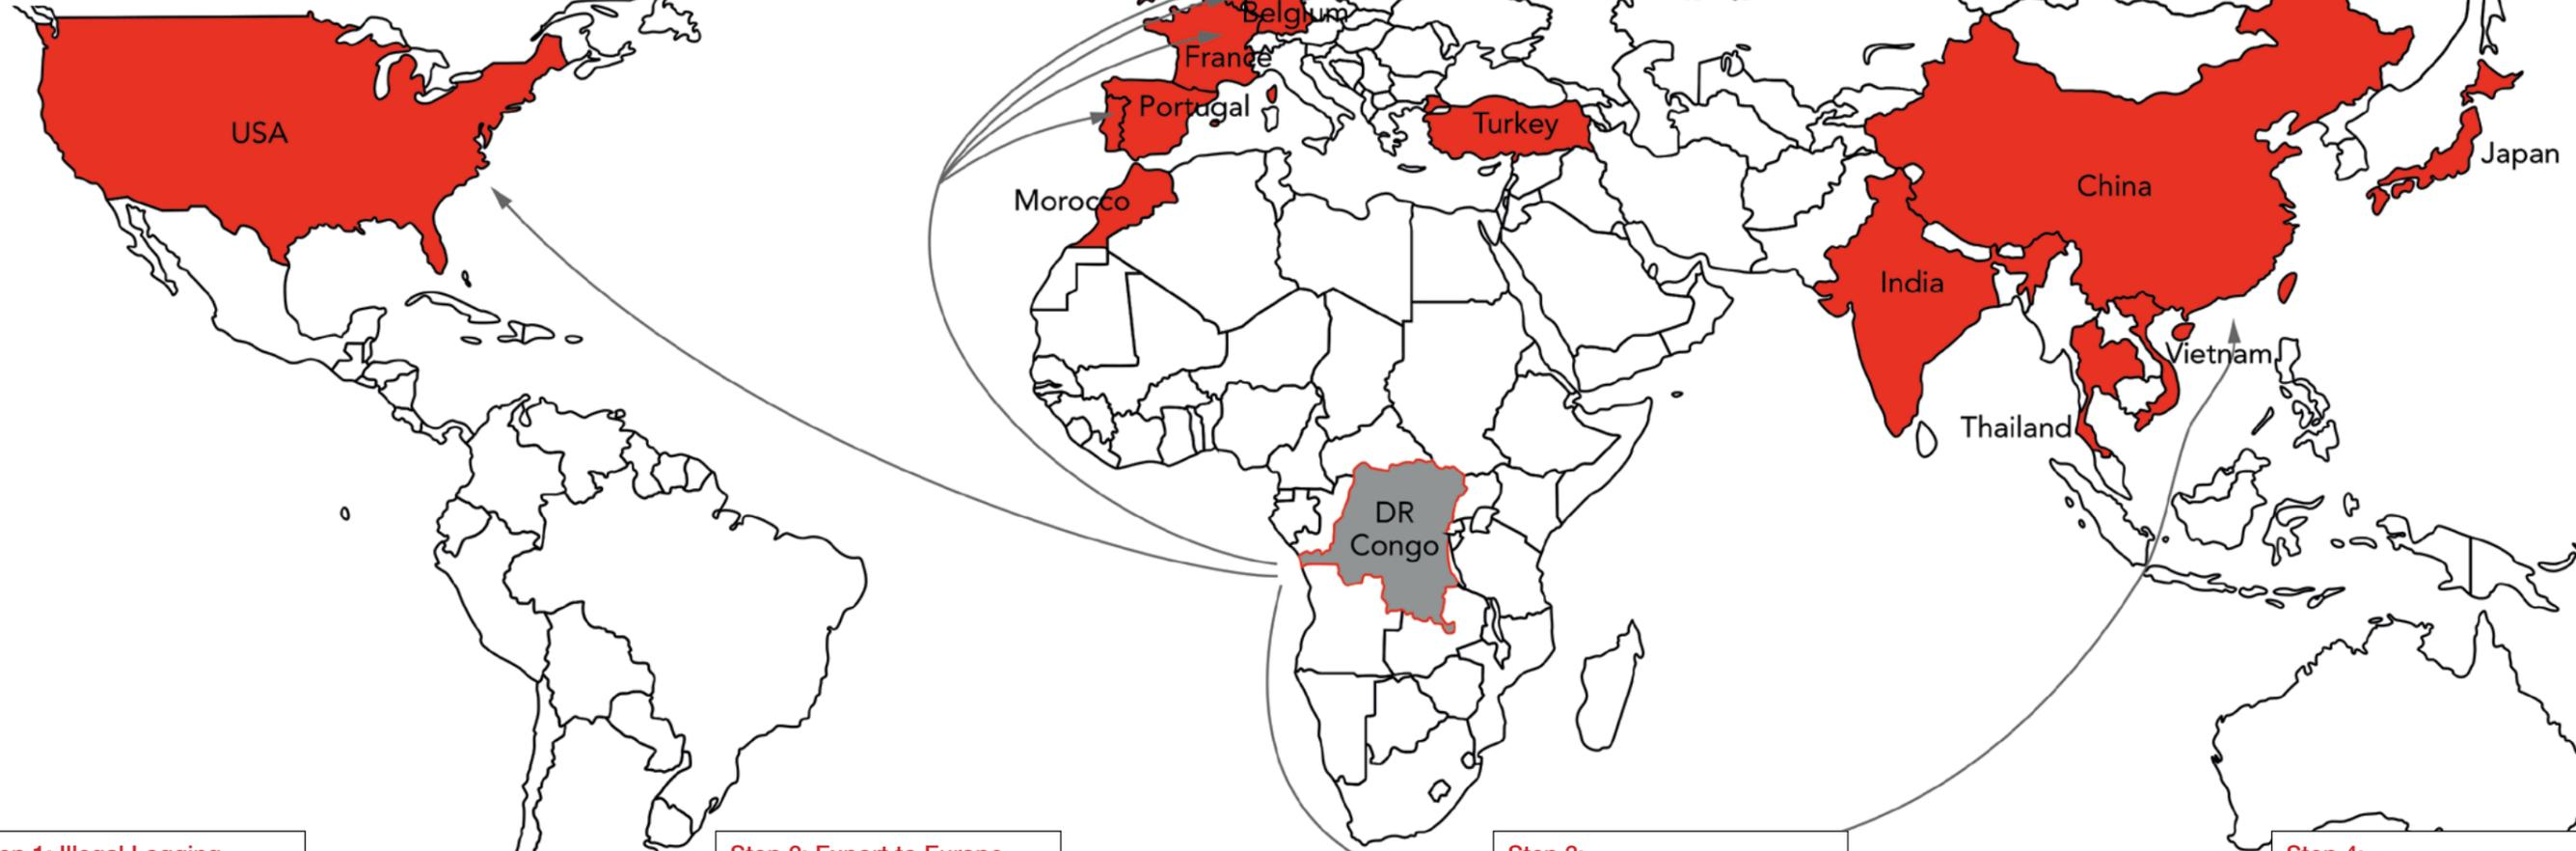 Belgium
France
USA
Portugal
Turkey
Japan
China
Morocco
India
Vietnam
Thailand
DR
Congo